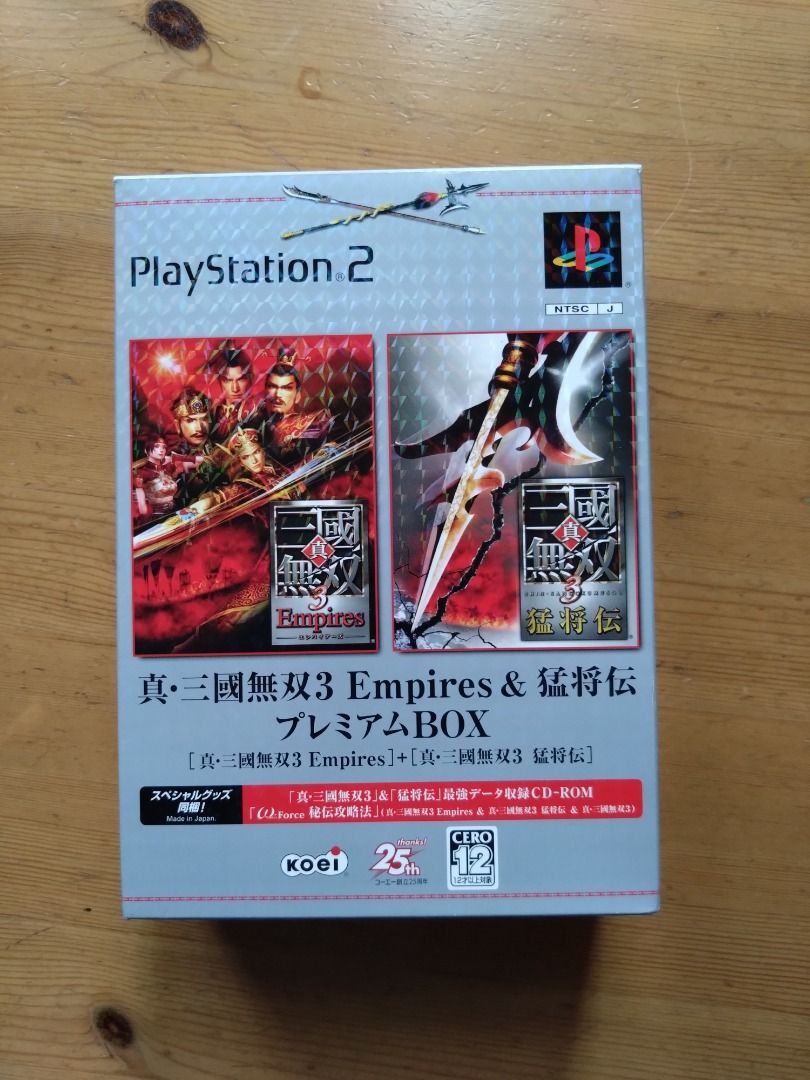 PlayStation®2
NTSC J
三國無双
真
3
Empires
エンパイアーズ
三國無双
真
3
猛将伝
真・三國無双3 Empires & 猛将伝
プレミアムBOX
[真・三國無双3 Empires]+[真・三國無双3 猛将伝]
スペシャルグッズ
同梱!
Made in Japan.
「真・三國無双3」&「猛将伝」最強データ収録CD-ROM
「ω-Force 秘伝攻略法」(真・三國無双3 Empires & 真・三國無双3 猛将伝 & 真・三國無双3)
KOEI
thanks!
25th
コーエー創立25周年
CERO
12
12才以上対象